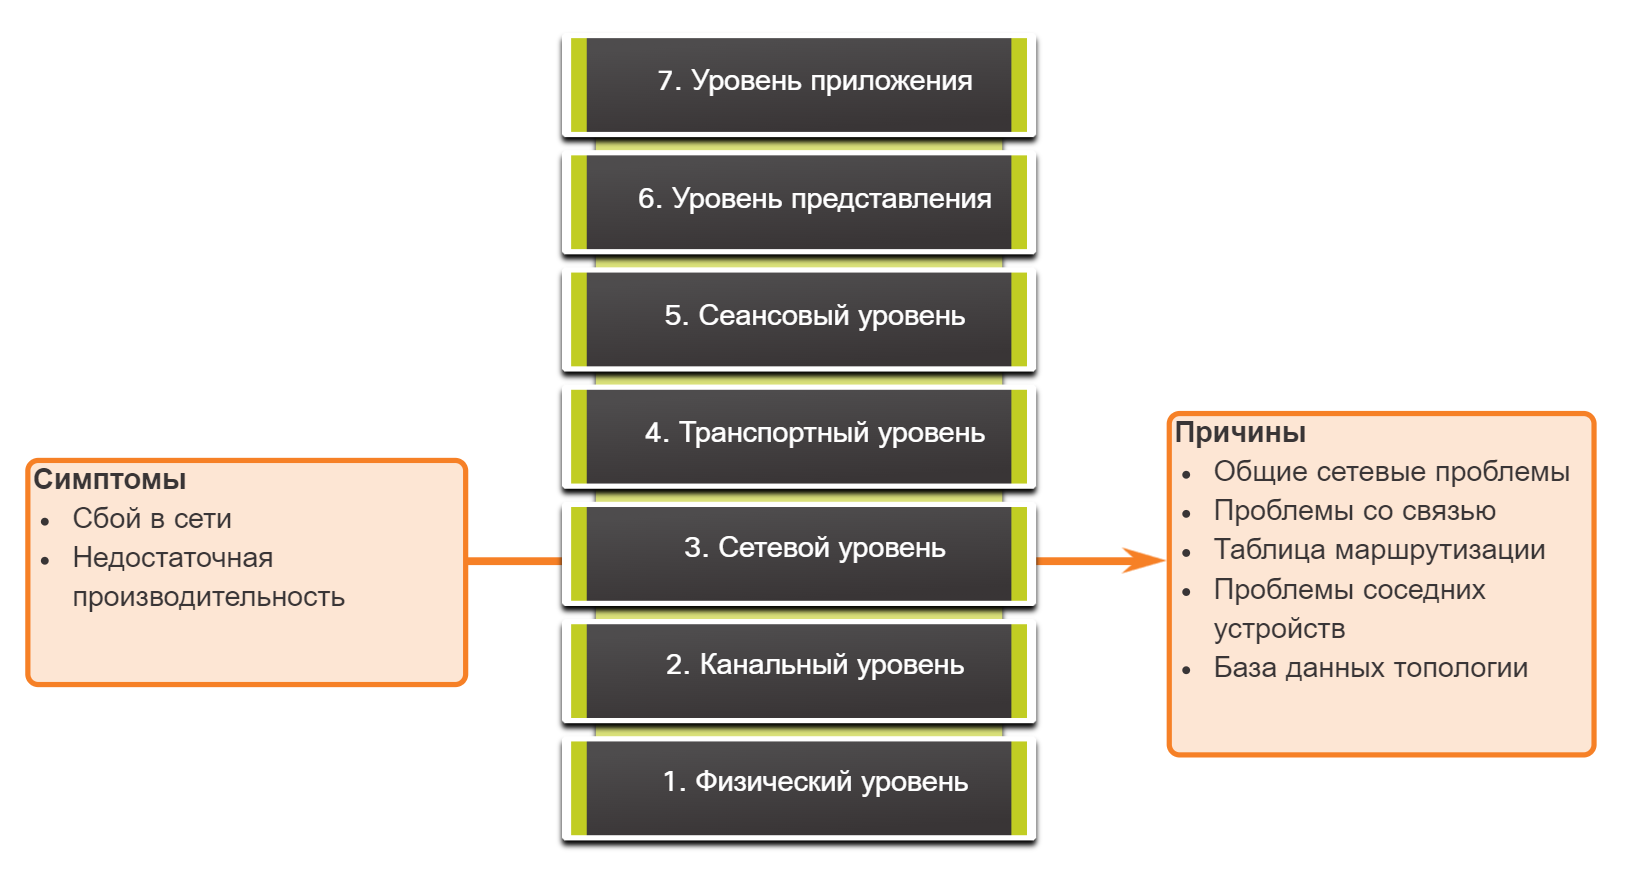 7. Уровень приложения
6. Уровень представления
5. Сеансовый уровень
4. Транспортный уровень
3. Сетевой уровень
2. Канальный уровень
1. Физический уровень
Симптомы
• Сбой в сети
• Недостаточная
производительность
Причины
• Общие сетевые проблемы
• Проблемы со связью
• Таблица маршрутизации
• Проблемы соседних
устройств
• База данных топологии